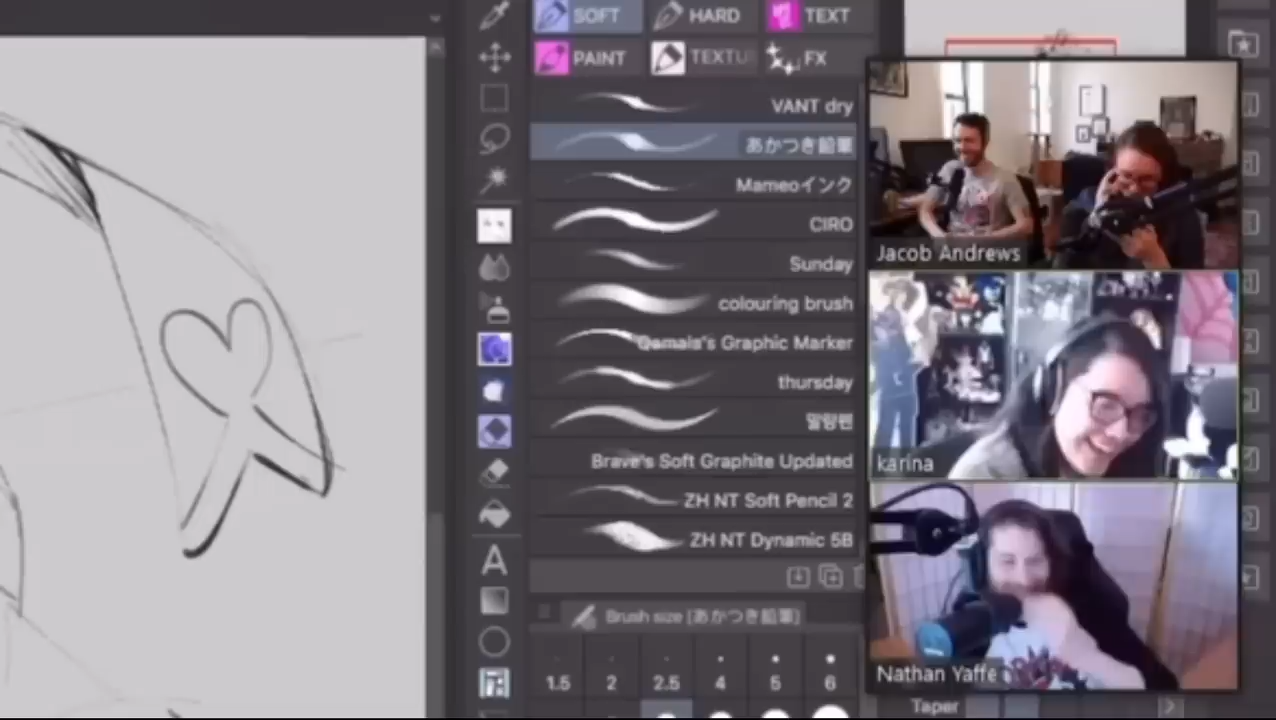 SOFT HARD TEXT
PAINT TEXTU FX
VANT dry
あかつき鉛筆
Mameoインク
CIRO
Sunday
colouring brush
Qamais's Graphic Marker
thursday
말랑펜
Brave's Soft Graphite Updated
ZH NT Soft Pencil 2
ZH NT Dynamic 5B
Brush size [あかつき鉛筆]
1.5 2 2.5 4 5 6
Taper
A
Jacob Andrews
karina
Nathan Yaffe